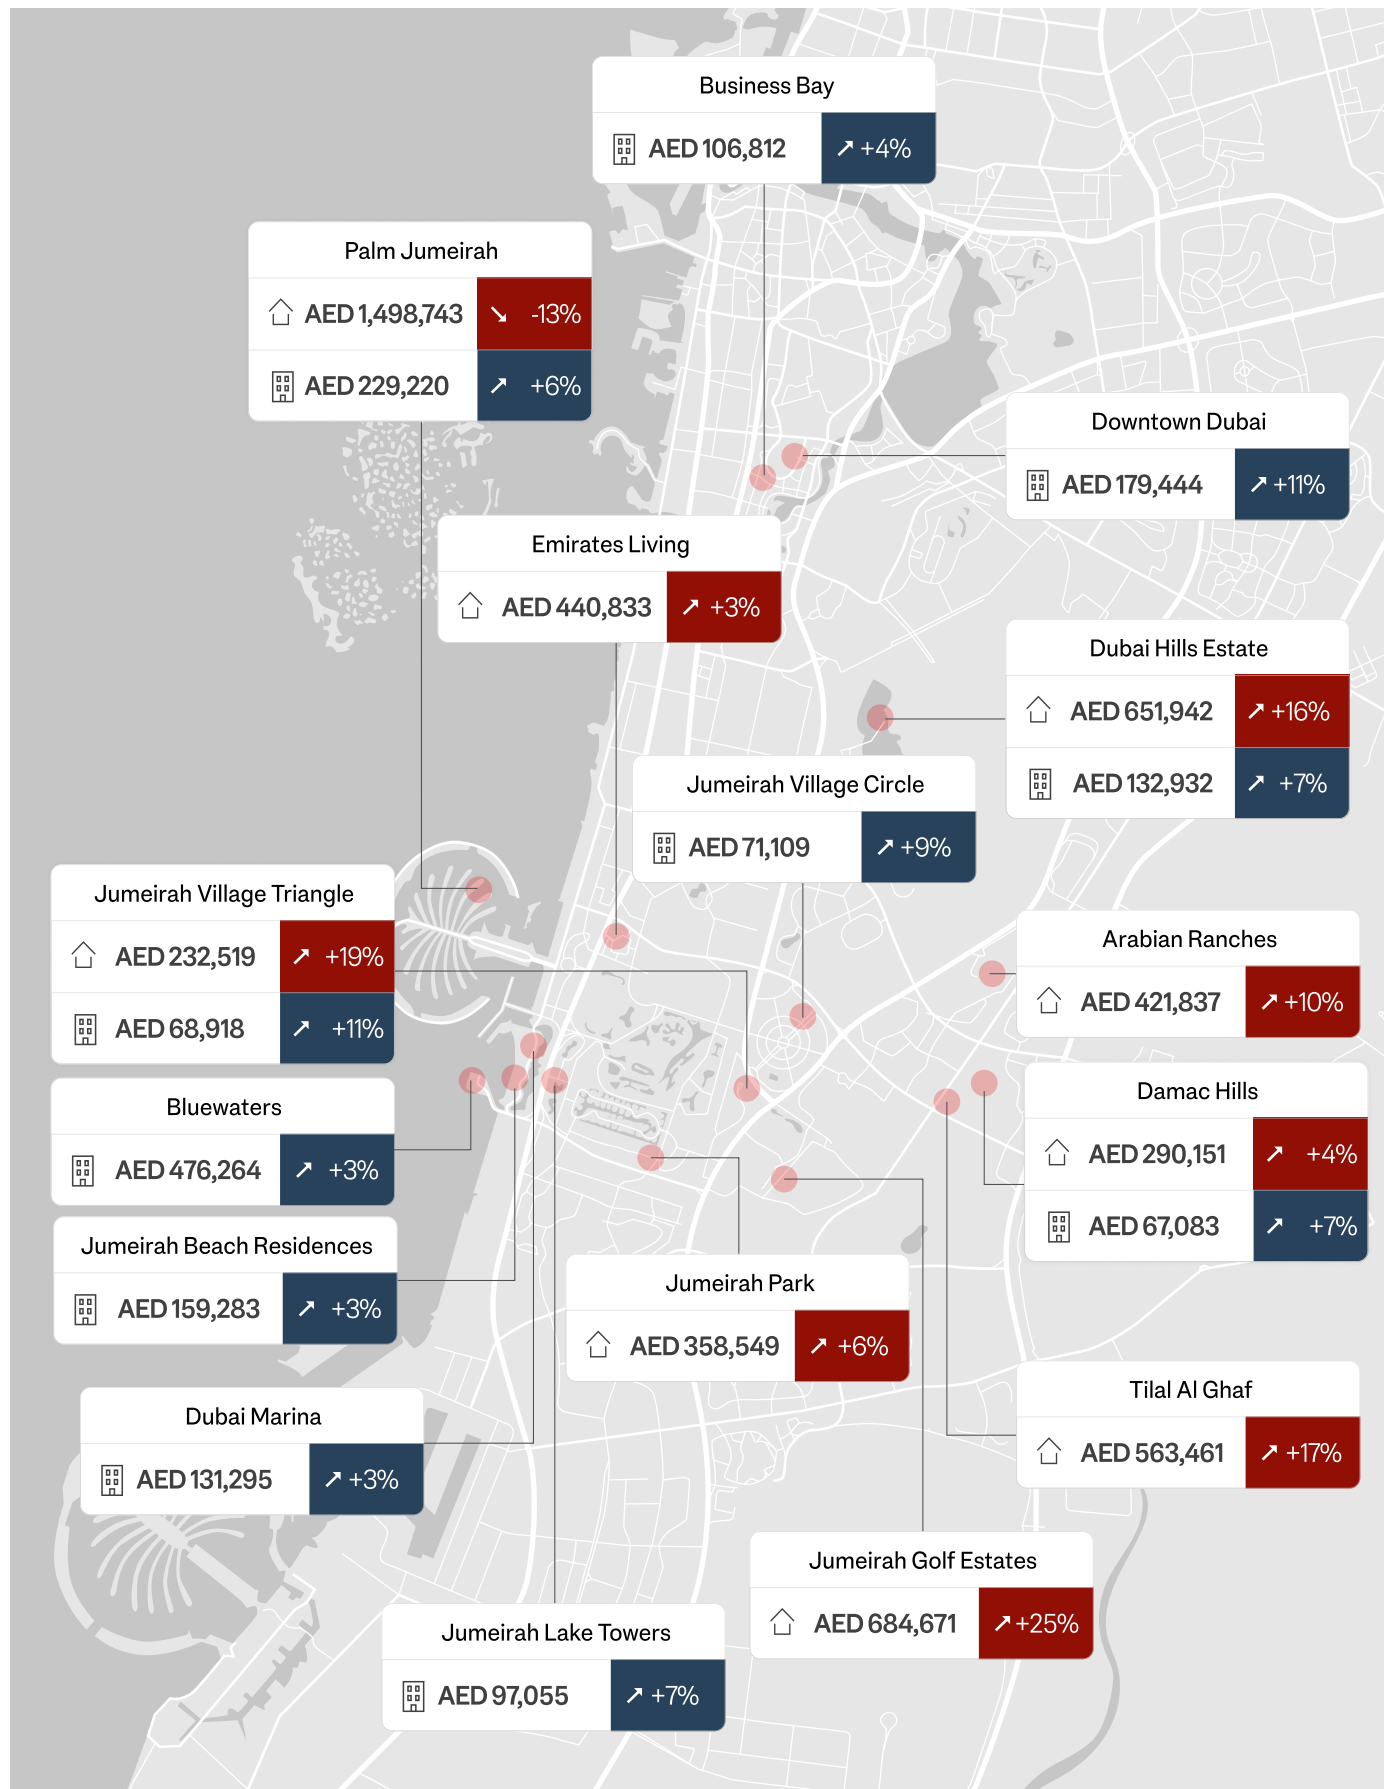 Business Bay
AED 106,812 +4%
Palm Jumeirah
AED 1,498,743 -13%
AED 229,220 +6%
Downtown Dubai
AED 179,444 +11%
Emirates Living
AED 440,833 +3%
Dubai Hills Estate
AED 651,942 +16%
AED 132,932 +7%
Jumeirah Village Circle
AED 71,109 +9%
Jumeirah Village Triangle
AED 232,519 +19%
AED 68,918 +11%
Arabian Ranches
AED 421,837 +10%
Bluewaters
AED 476,264 +3%
Damac Hills
AED 290,151 +4%
AED 67,083 +7%
Jumeirah Beach Residences
AED 159,283 +3%
Jumeirah Park
AED 358,549 +6%
Dubai Marina
AED 131,295 +3%
Tilal Al Ghaf
AED 563,461 +17%
Jumeirah Golf Estates
AED 684,671 +25%
Jumeirah Lake Towers
AED 97,055 +7%